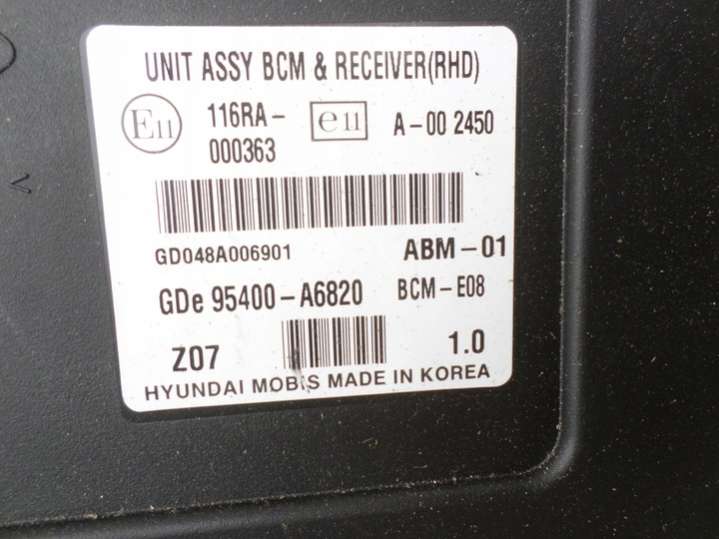 UNIT ASSY BCM & RECEIVER(RHD)
E11 116RA- e11 A-00 2450
000363
GD048A006901 ABM-01
GDe 95400-A6820 BCM-E08
Z07 1.0
HYUNDAI MOBIS MADE IN KOREA